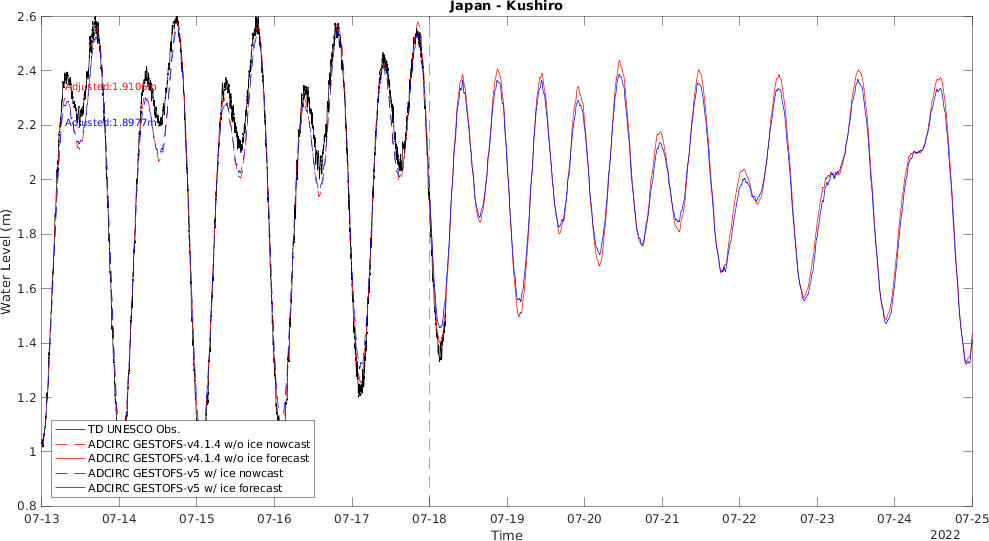 Japan - Kushiro
2.6
2.4
2.2
2
1.8
1.6
1.4
1.2
1
0.8
Water Level (m)
Adjusted:1.9106m
Adjusted:1.8977m
TD UNESCO Obs.
ADCIRC GESTOFS-v4.1.4 w/o ice nowcast
ADCIRC GESTOFS-v4.1.4 w/o ice forecast
ADCIRC GESTOFS-v5 w/ ice nowcast
ADCIRC GESTOFS-v5 w/ ice forecast
07-13 07-14 07-15 07-16 07-17 07-18 07-19 07-20 07-21 07-22 07-23 07-24 07-25
Time
2022